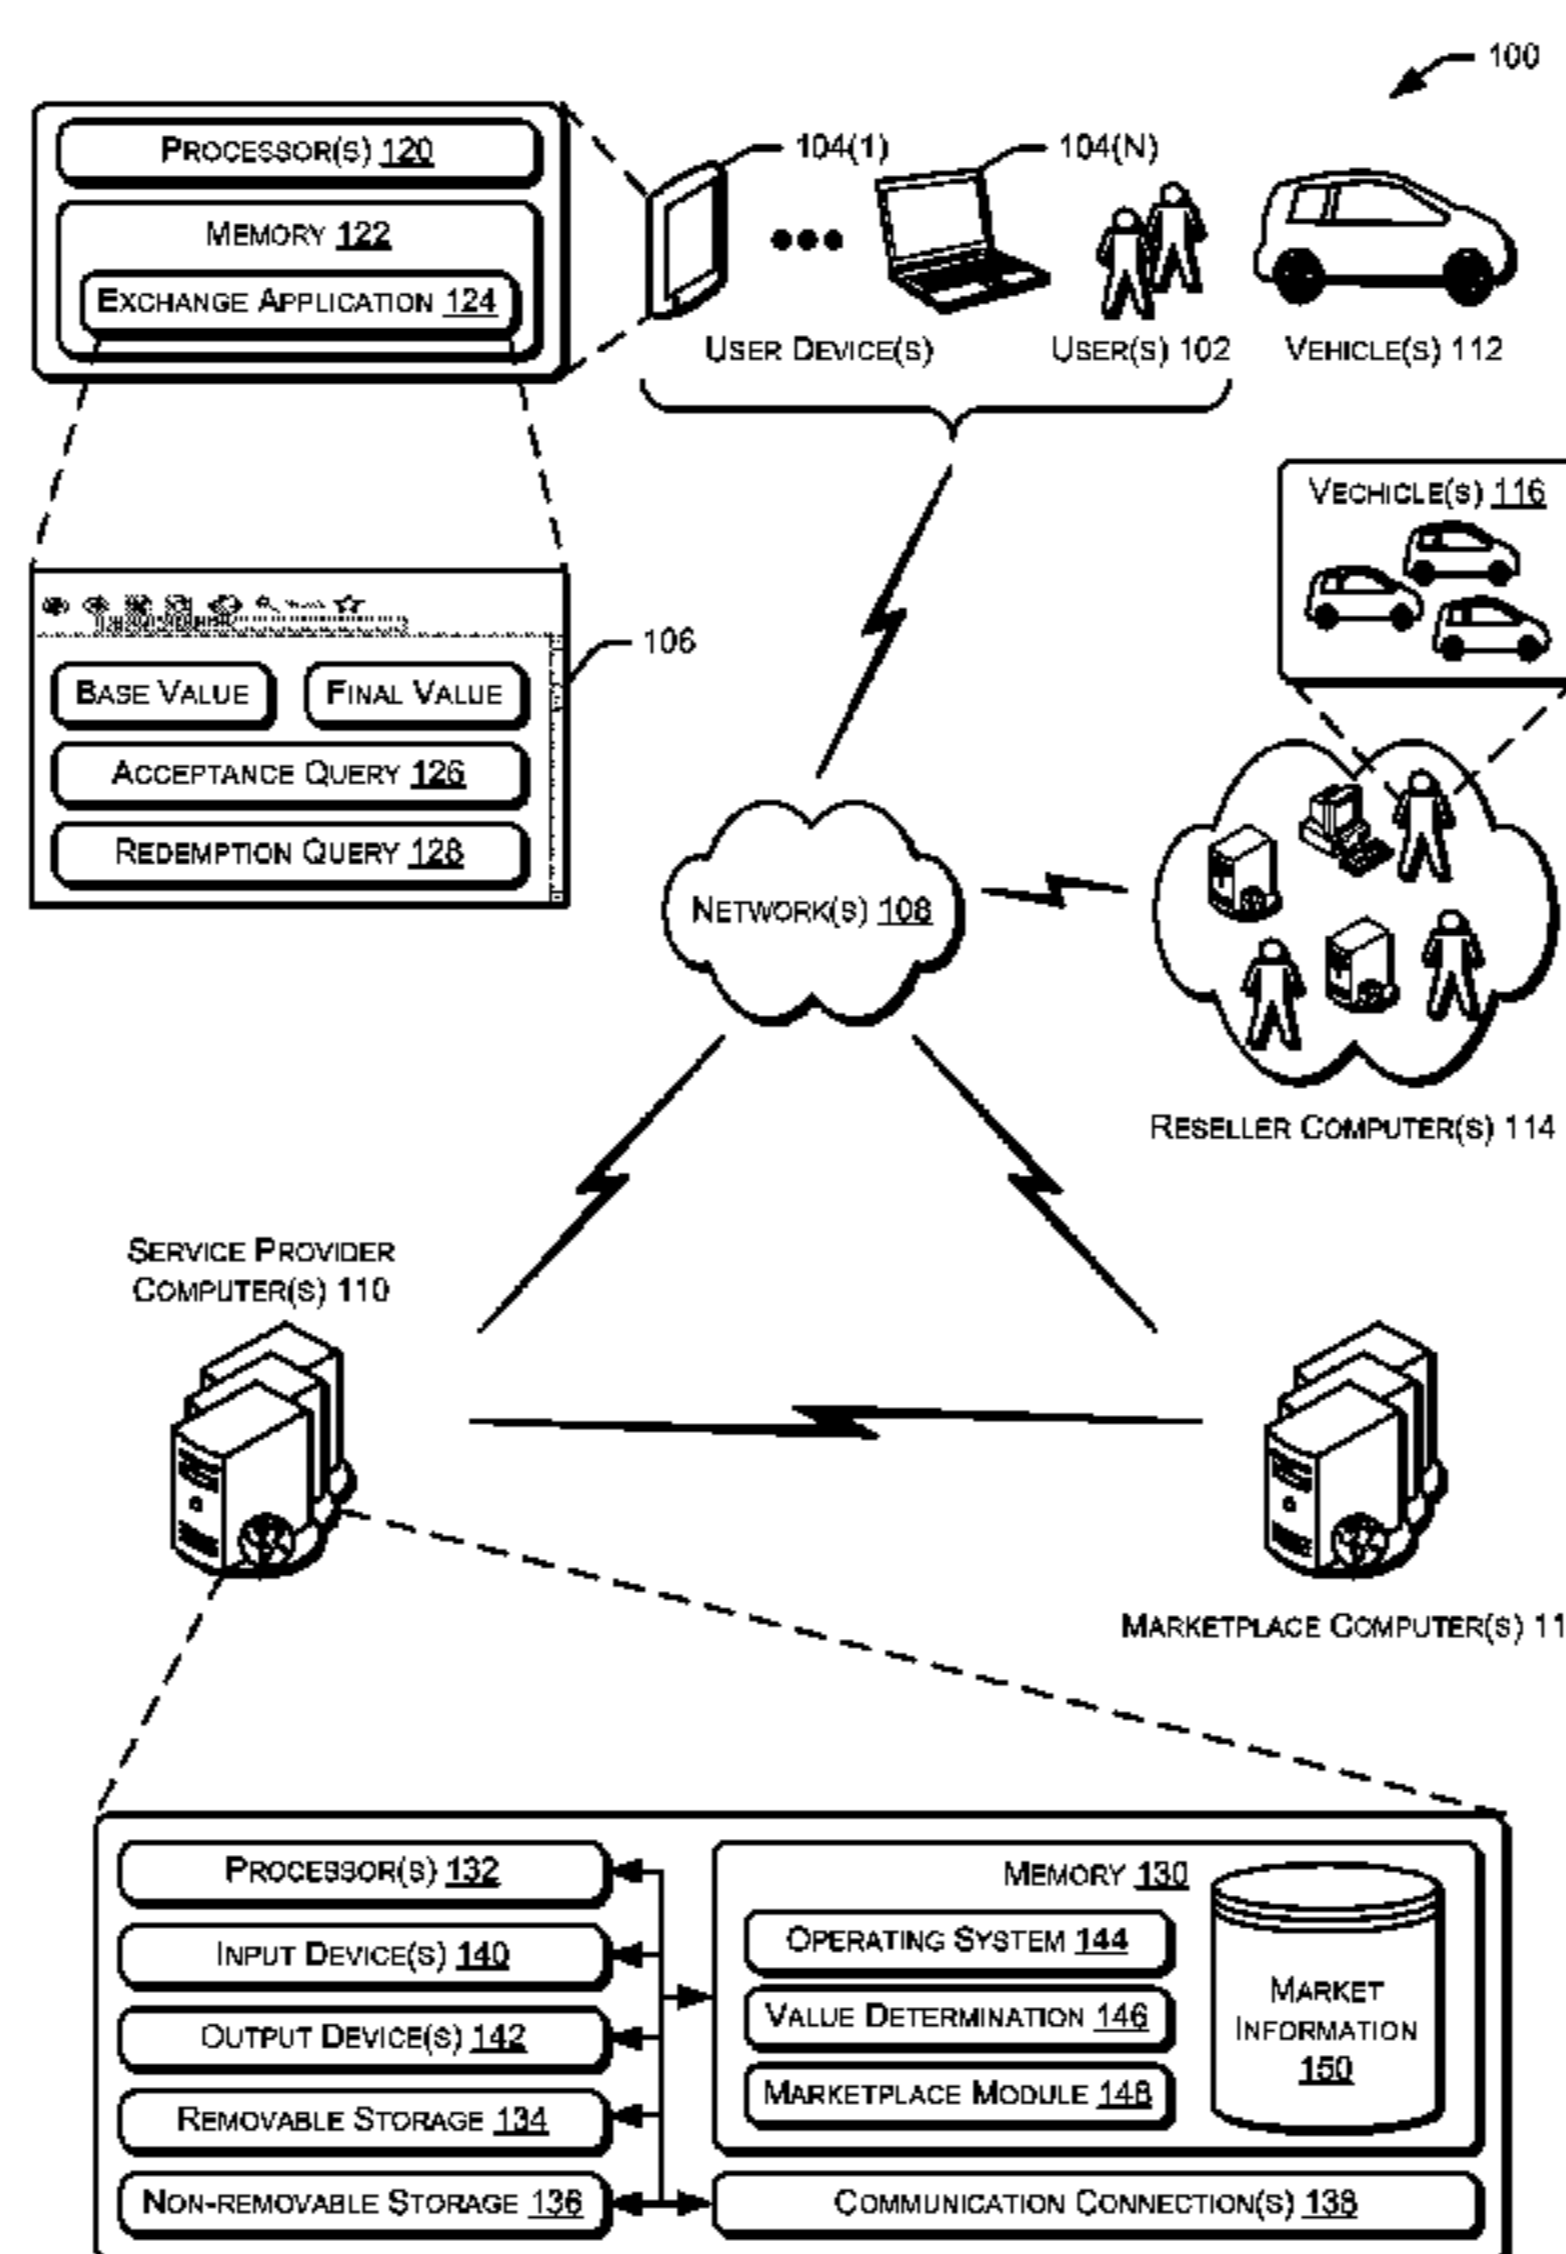 100
PROCESSOR(S) 120
104(1)
104(N)
MEMORY 122
EXCHANGE APPLICATION 124
USER DEVICE(S)
USER(S) 102
VEHICLE(S) 112
VECHICLE(S) 116
106
BASE VALUE
FINAL VALUE
ACCEPTANCE QUERY 126
REDEMPTION QUERY 128
NETWORK(S) 108
RESELLER COMPUTER(S) 114
SERVICE PROVIDER
COMPUTER(S) 110
MARKETPLACE COMPUTER(S) 11
PROCESSOR(S) 132
INPUT DEVICE(S) 140
OUTPUT DEVICE(S) 142
REMOVABLE STORAGE 134
NON-REMOVABLE STORAGE 136
MEMORY 130
OPERATING SYSTEM 144
VALUE DETERMINATION 146
MARKETPLACE MODULE 148
MARKET
INFORMATION
150
COMMUNICATION CONNECTION(S) 138